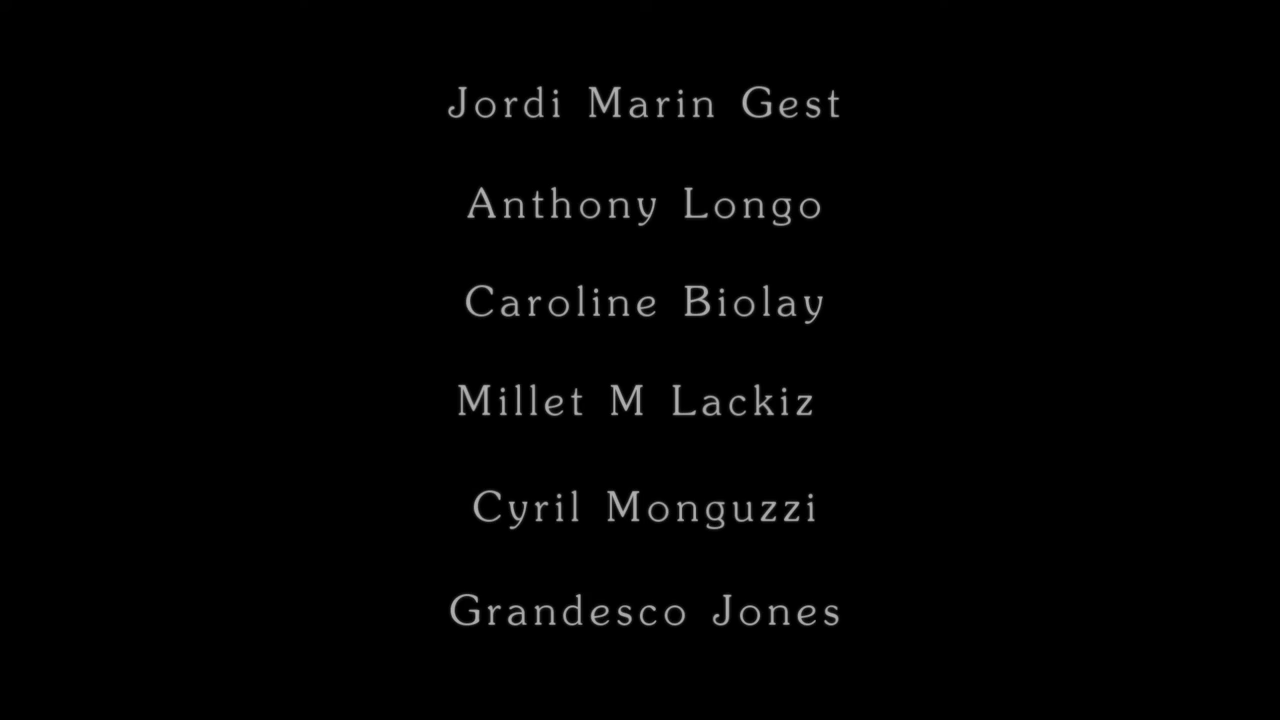 Jordi Marin Gest
Anthony Longo
Caroline Biolay
Millet M Lackiz
Cyril Monguzzi
Grandesco Jones